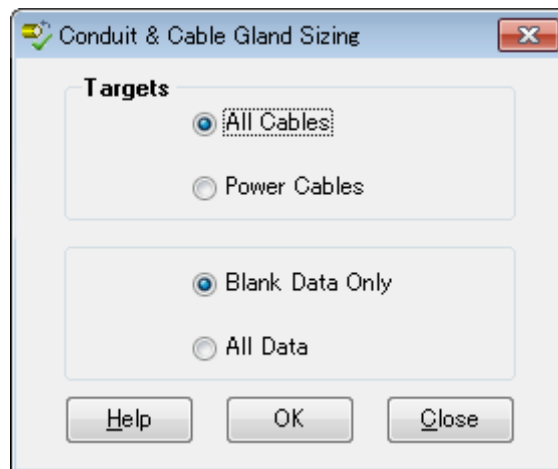 Conduit & Cable Gland Sizing
Targets
All Cables
Power Cables
Blank Data Only
All Data
Help OK Close